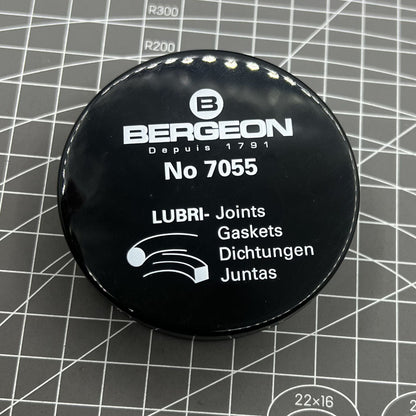 R300
R200
B
BERGEON
Depuis 1791
No 7055
LUBRI- Joints
Gaskets
Dichtungen
Juntas
22×16